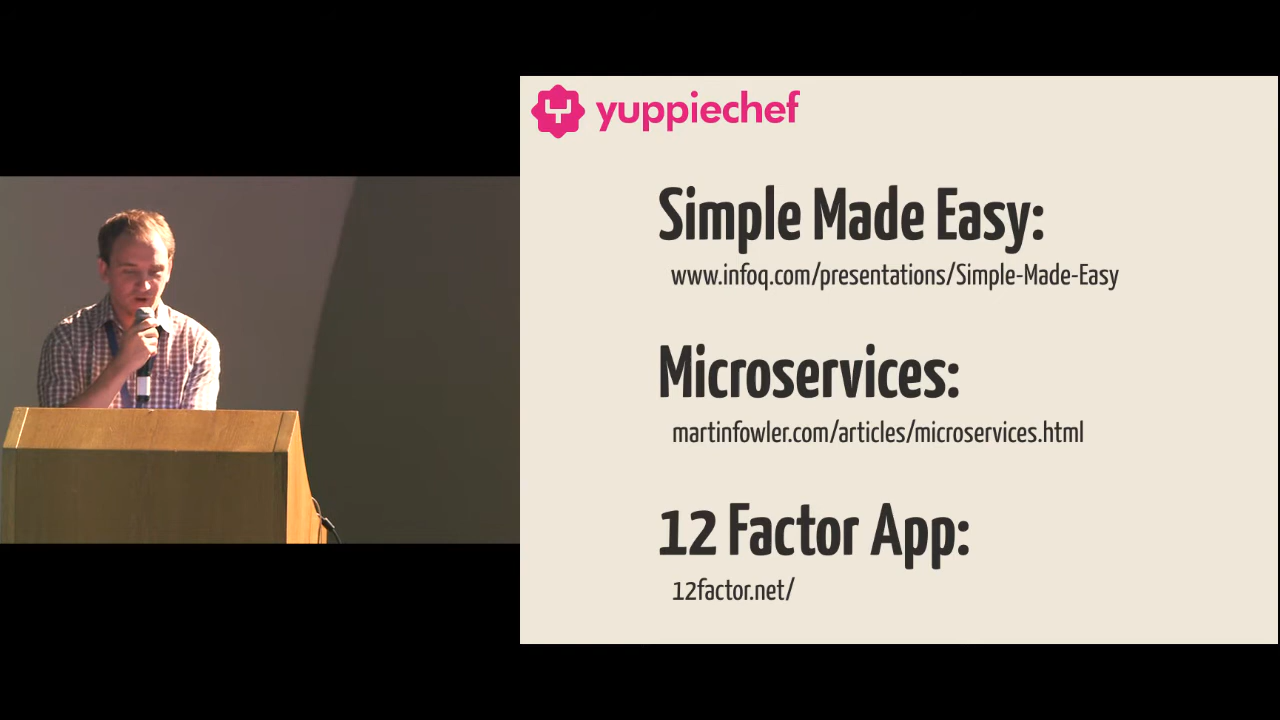 yuppiechef
Simple Made Easy:
www.infoq.com/presentations/Simple-Made-Easy
Microservices:
martinfowler.com/articles/microservices.html
12 Factor App:
12factor.net/